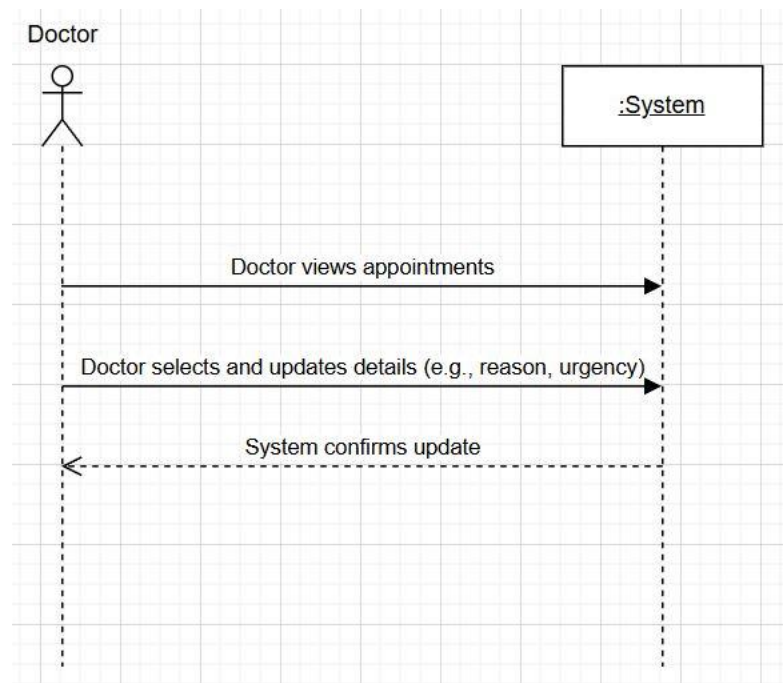 Doctor
:System
Doctor views appointments
Doctor selects and updates details (e.g., reason, urgency)
System confirms update